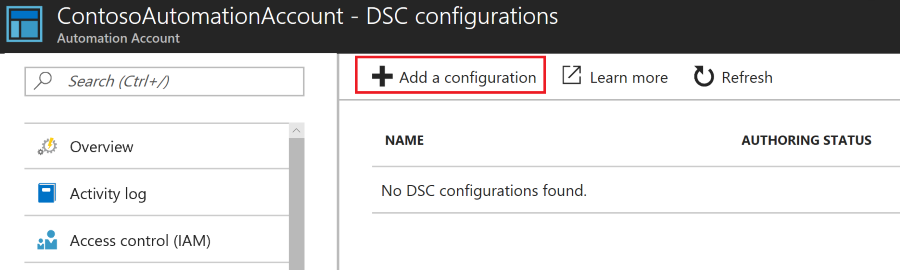 ContosoAutomationAccount - DSC configurations
Automation Account
Search (Ctrl+/)
Add a configuration
Learn more
Refresh
Overview
Activity log
Access control (IAM)
NAME
AUTHORING STATUS
No DSC configurations found.